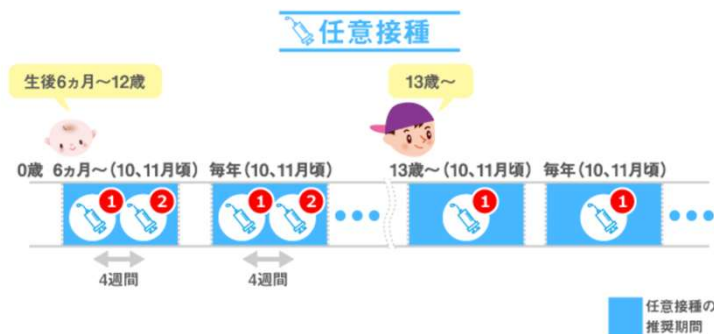 任意接種
生後6ヵ月〜12歳
13歳〜
0歳 6ヵ月〜(10、11月頃) 毎年(10、11月頃) 13歳〜(10、11月頃) 毎年(10、11月頃)
1 2 1 2 1 1
4週間 4週間
任意接種の
推奨期間